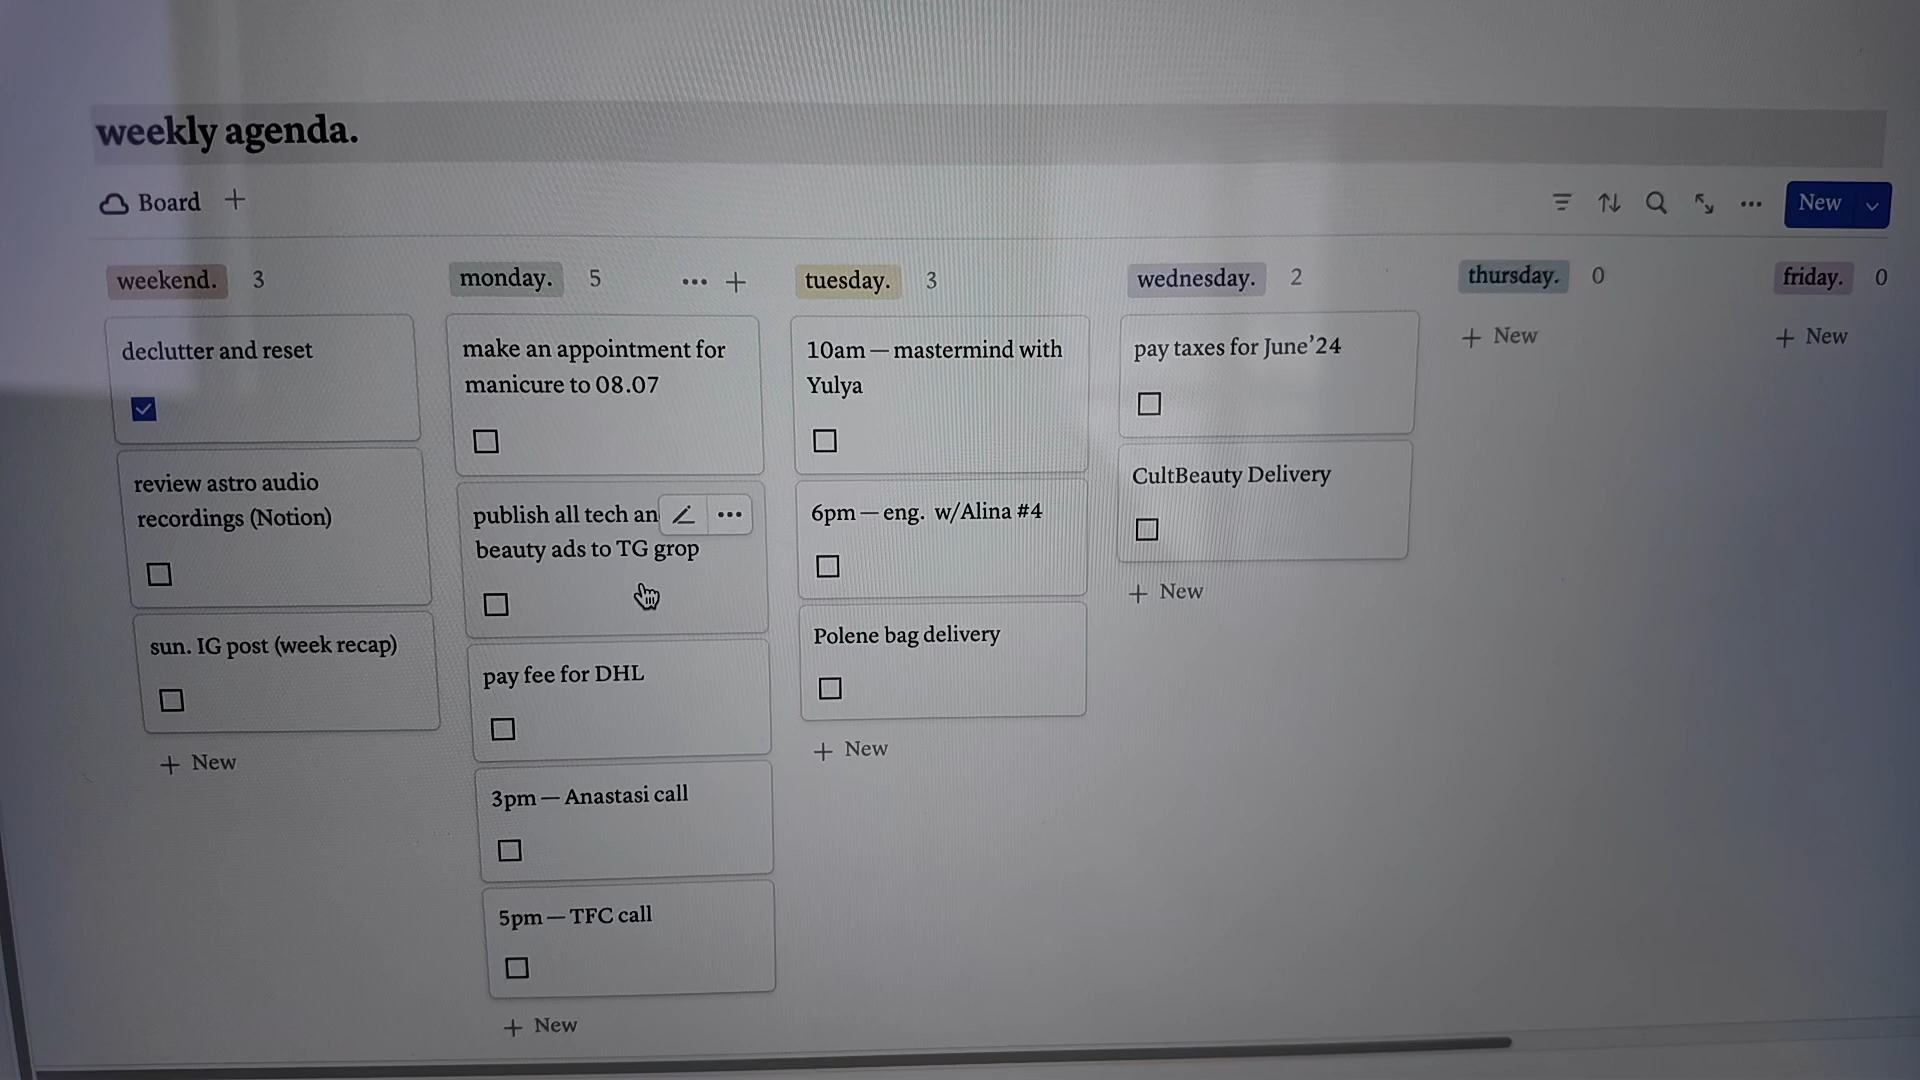 weekly agenda.
Board +
New
weekend. 3
declutter and reset
review astro audio
recordings (Notion)
sun. IG post (week recap)
+ New
monday. 5
make an appointment for
manicure to 08.07
publish all tech an
beauty ads to TG grop
pay fee for DHL
3pm — Anastasi call
5pm — TFC call
+ New
tuesday. 3
10am — mastermind with
Yulya
6pm — eng. w/Alina #4
Polene bag delivery
+ New
wednesday. 2
pay taxes for June’24
CultBeauty Delivery
+ New
thursday. 0
+ New
friday. 0
+ New